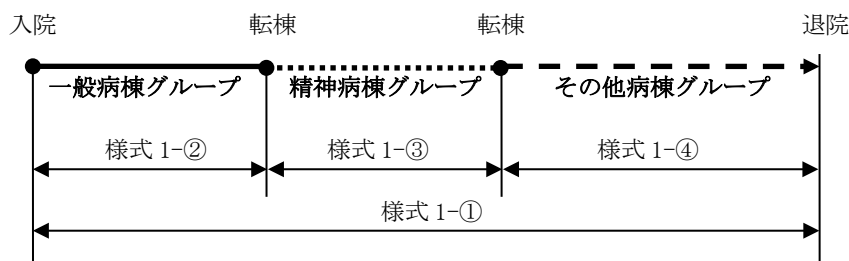 入院 転棟 転棟 退院
一般病棟グループ 精神病棟グループ その他病棟グループ
様式 1-② 様式 1-③ 様式 1-④
様式 1-①